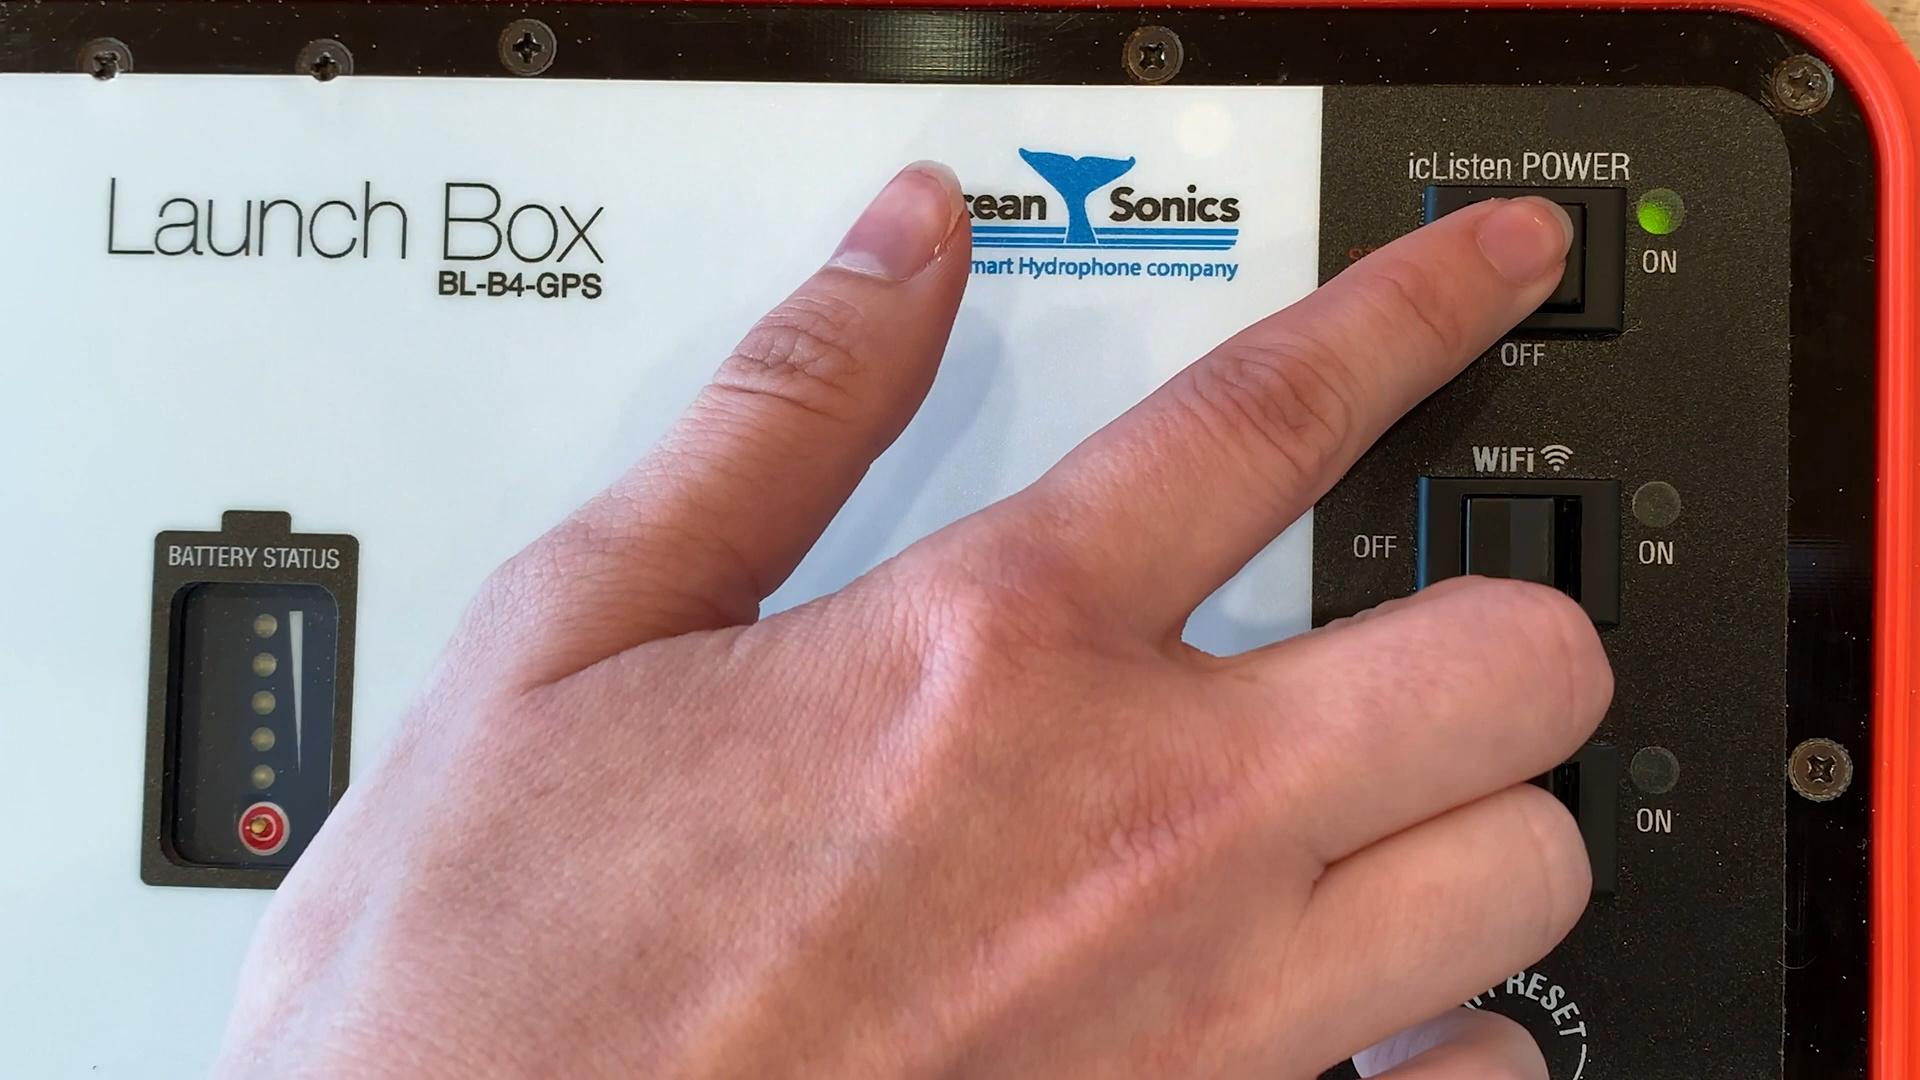 Launch Box
BL-B4-GPS
cean Sonics
mart Hydrophone company
icListen POWER
ON
OFF
WiFi
OFF
ON
BATTERY STATUS
ON
RESET